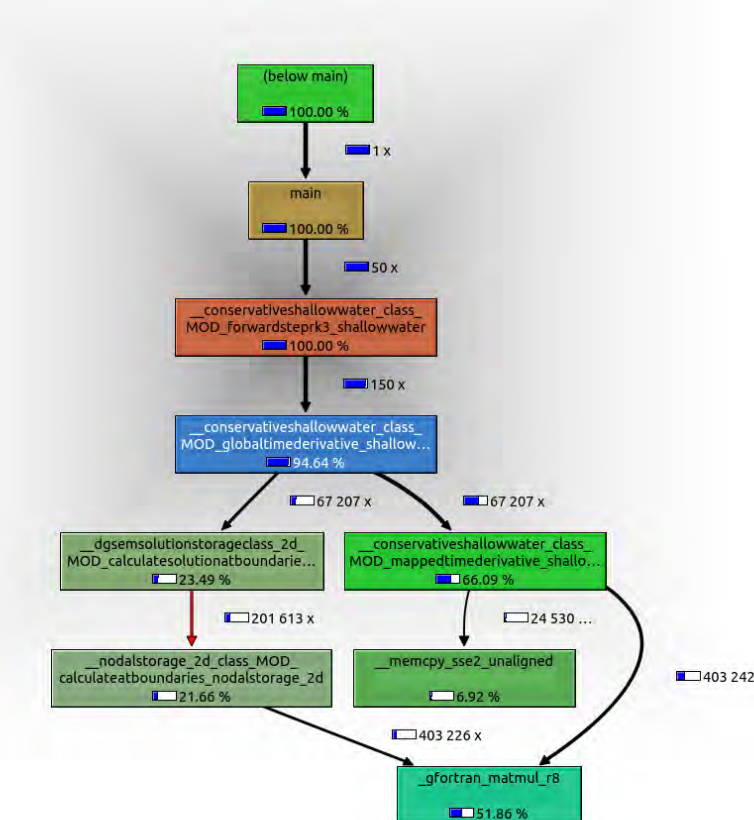 (below main)
100.00 %
1 x
main
100.00 %
50 x
__conservativeshallowwater_class_
MOD_forwardsteprk3_shallowwater
100.00 %
150 x
__conservativeshallowwater_class_
MOD_globaltimederivative_shallow...
94.64 %
67 207 x
67 207 x
__dgsemsolutionstorageclass_2d_
MOD_calculatesolutionatboundarie...
23.49 %
__conservativeshallowwater_class_
MOD_mappedtimederivative_shallo...
66.09 %
201 613 x
24 530 ...
__nodalstorage_2d_class_MOD_
calculateatboundaries_nodalstorage_2d
21.66 %
__memcpy_sse2_unaligned
6.92 %
403 242
403 226 x
_gfortran_matmul_r8
51.86 %